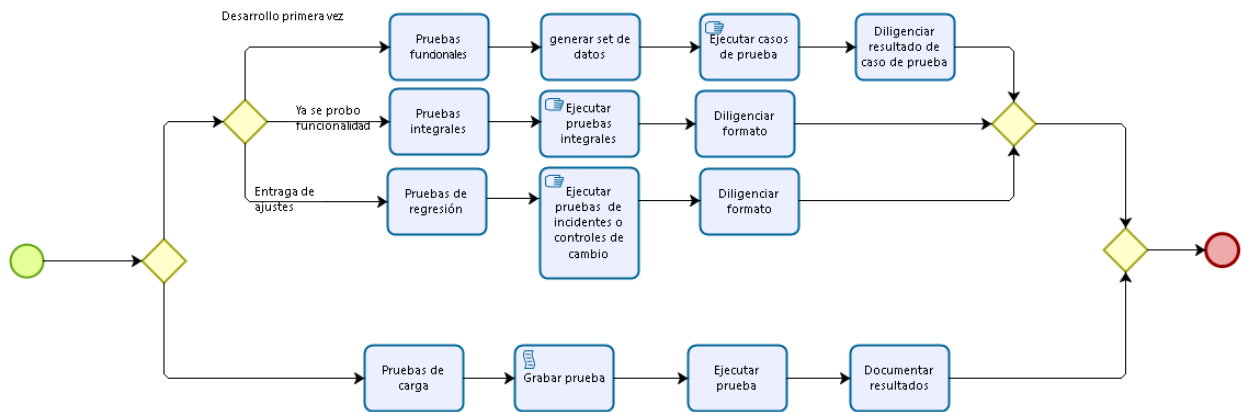 Desarrollo primera vez
Pruebas
funcionales
generar set de
datos
Ejecutar casos
de prueba
Diligenciar
resultado de
caso de prueba
Ya se probo
funcionalidad
Pruebas
integrales
Ejecutar
pruebas
integrales
Diligenciar
formato
Entraga de
ajustes
Pruebas de
regresión
Ejecutar
pruebas de
incidentes o
controles de
cambio
Diligenciar
formato
Pruebas de
carga
Grabar prueba
Ejecutar
prueba
Documentar
resultados